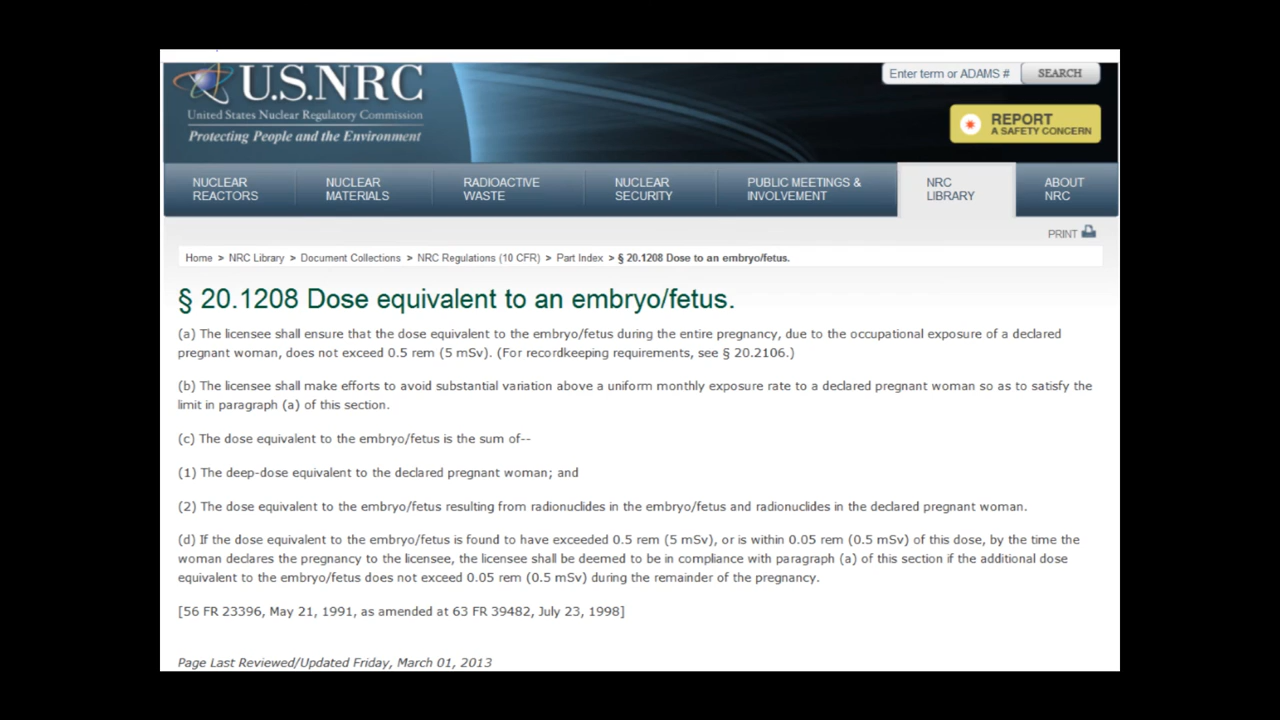 U.S.NRC
United States Nuclear Regulatory Commission
Protecting People and the Environment
Enter term or ADAMS #
SEARCH
REPORT
A SAFETY CONCERN
NUCLEAR
REACTORS
NUCLEAR
MATERIALS
RADIOACTIVE
WASTE
NUCLEAR
SECURITY
PUBLIC MEETINGS &
INVOLVEMENT
NRC
LIBRARY
ABOUT
NRC
PRINT
Home > NRC Library > Document Collections > NRC Regulations (10 CFR) > Part Index > § 20.1208 Dose to an embryo/fetus.
§ 20.1208 Dose equivalent to an embryo/fetus.
(a) The licensee shall ensure that the dose equivalent to the embryo/fetus during the entire pregnancy, due to the occupational exposure of a declared
pregnant woman, does not exceed 0.5 rem (5 mSv). (For recordkeeping requirements, see § 20.2106.)
(b) The licensee shall make efforts to avoid substantial variation above a uniform monthly exposure rate to a declared pregnant woman so as to satisfy the
limit in paragraph (a) of this section.
(c) The dose equivalent to the embryo/fetus is the sum of--
(1) The deep-dose equivalent to the declared pregnant woman; and
(2) The dose equivalent to the embryo/fetus resulting from radionuclides in the embryo/fetus and radionuclides in the declared pregnant woman.
(d) If the dose equivalent to the embryo/fetus is found to have exceeded 0.5 rem (5 mSv), or is within 0.05 rem (0.5 mSv) of this dose, by the time the
woman declares the pregnancy to the licensee, the licensee shall be deemed to be in compliance with paragraph (a) of this section if the additional dose
equivalent to the embryo/fetus does not exceed 0.05 rem (0.5 mSv) during the remainder of the pregnancy.
[56 FR 23396, May 21, 1991, as amended at 63 FR 39482, July 23, 1998]
Page Last Reviewed/Updated Friday, March 01, 2013